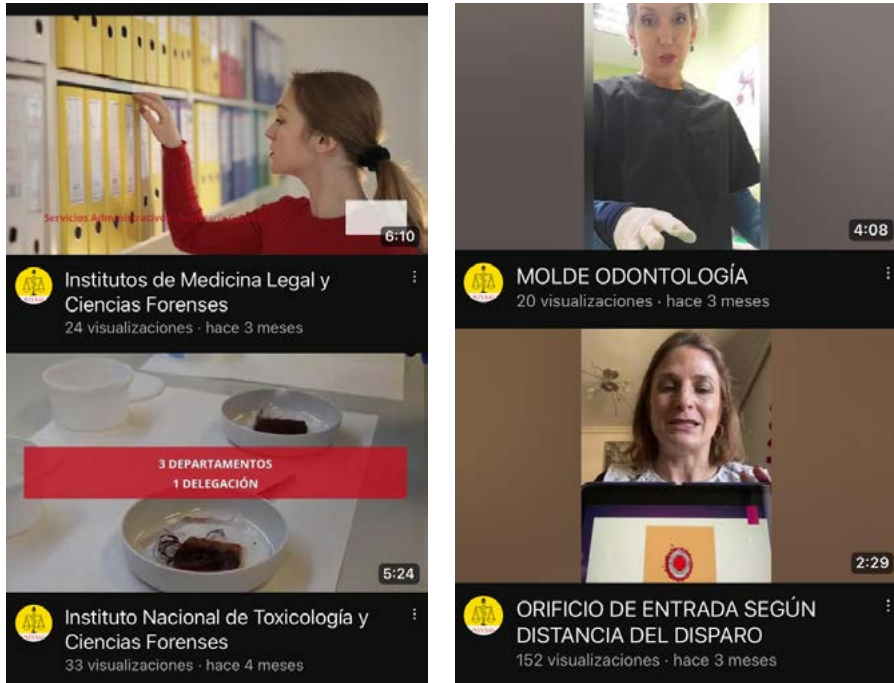 Servicios Administrativos
6:10
Institutos de Medicina Legal y
Ciencias Forenses
24 visualizaciones · hace 3 meses
3 DEPARTAMENTOS
1 DELEGACIÓN
5:24
Instituto Nacional de Toxicología y
Ciencias Forenses
33 visualizaciones · hace 4 meses
4:08
MOLDE ODONTOLOGÍA
20 visualizaciones · hace 3 meses
2:29
ORIFICIO DE ENTRADA SEGÚN
DISTANCIA DEL DISPARO
152 visualizaciones · hace 3 meses